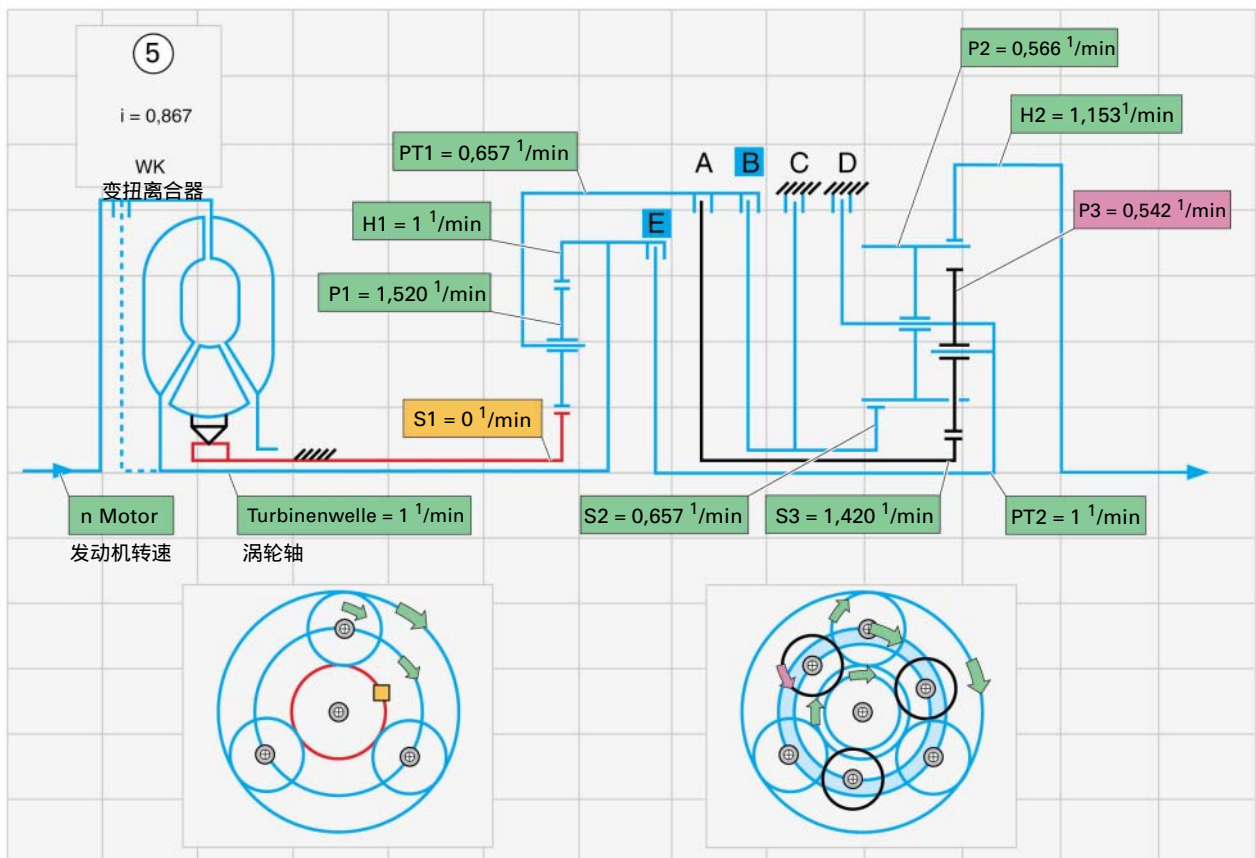 5
i = 0,867
WK
变扭离合器
P2 = 0,566 1/min
H2 = 1,153 1/min
PT1 = 0,657 1/min
A B C D
P3 = 0,542 1/min
H1 = 1 1/min
E
P1 = 1,520 1/min
S1 = 0 1/min
n Motor
Turbinenwelle = 1 1/min
S2 = 0,657 1/min
S3 = 1,420 1/min
PT2 = 1 1/min
发动机转速
涡轮轴